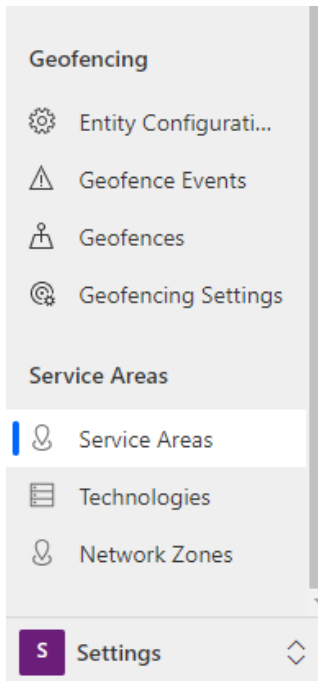 Geofencing
Entity Configurati...
Geofence Events
Geofences
Geofencing Settings
Service Areas
Service Areas
Technologies
Network Zones
S Settings